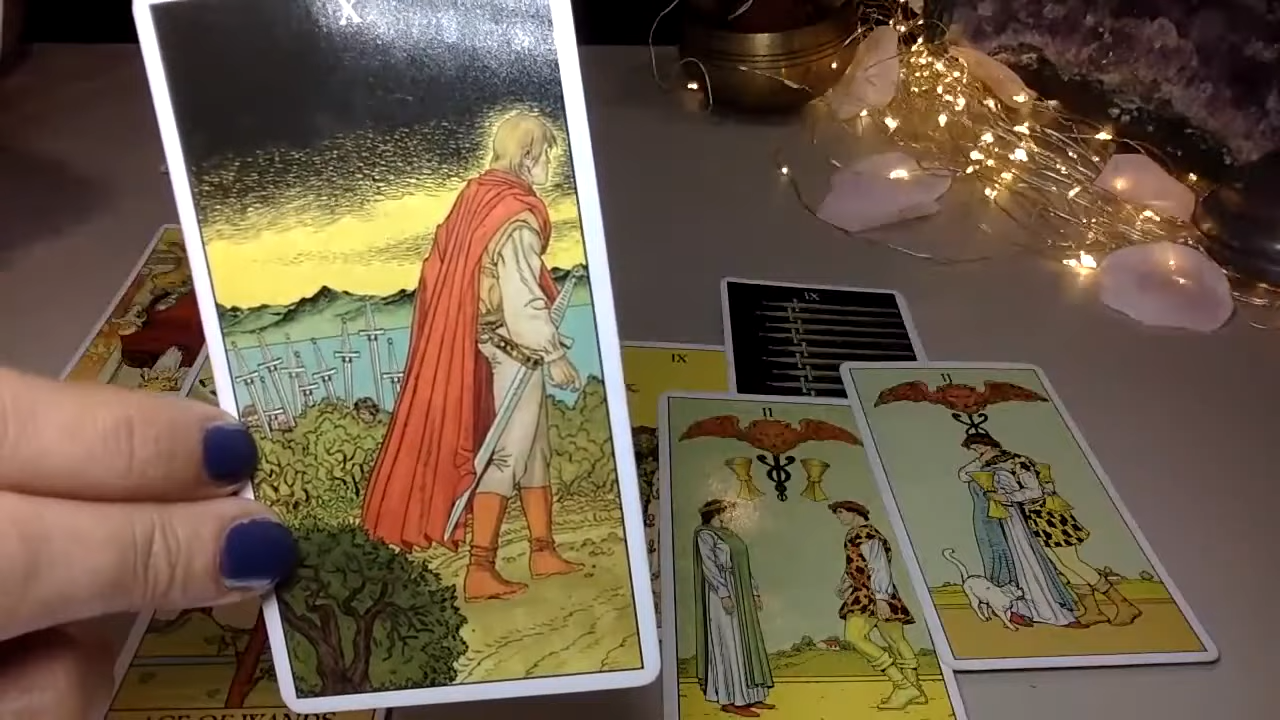 X
IX
IX
II
II
ACE OF WANDS